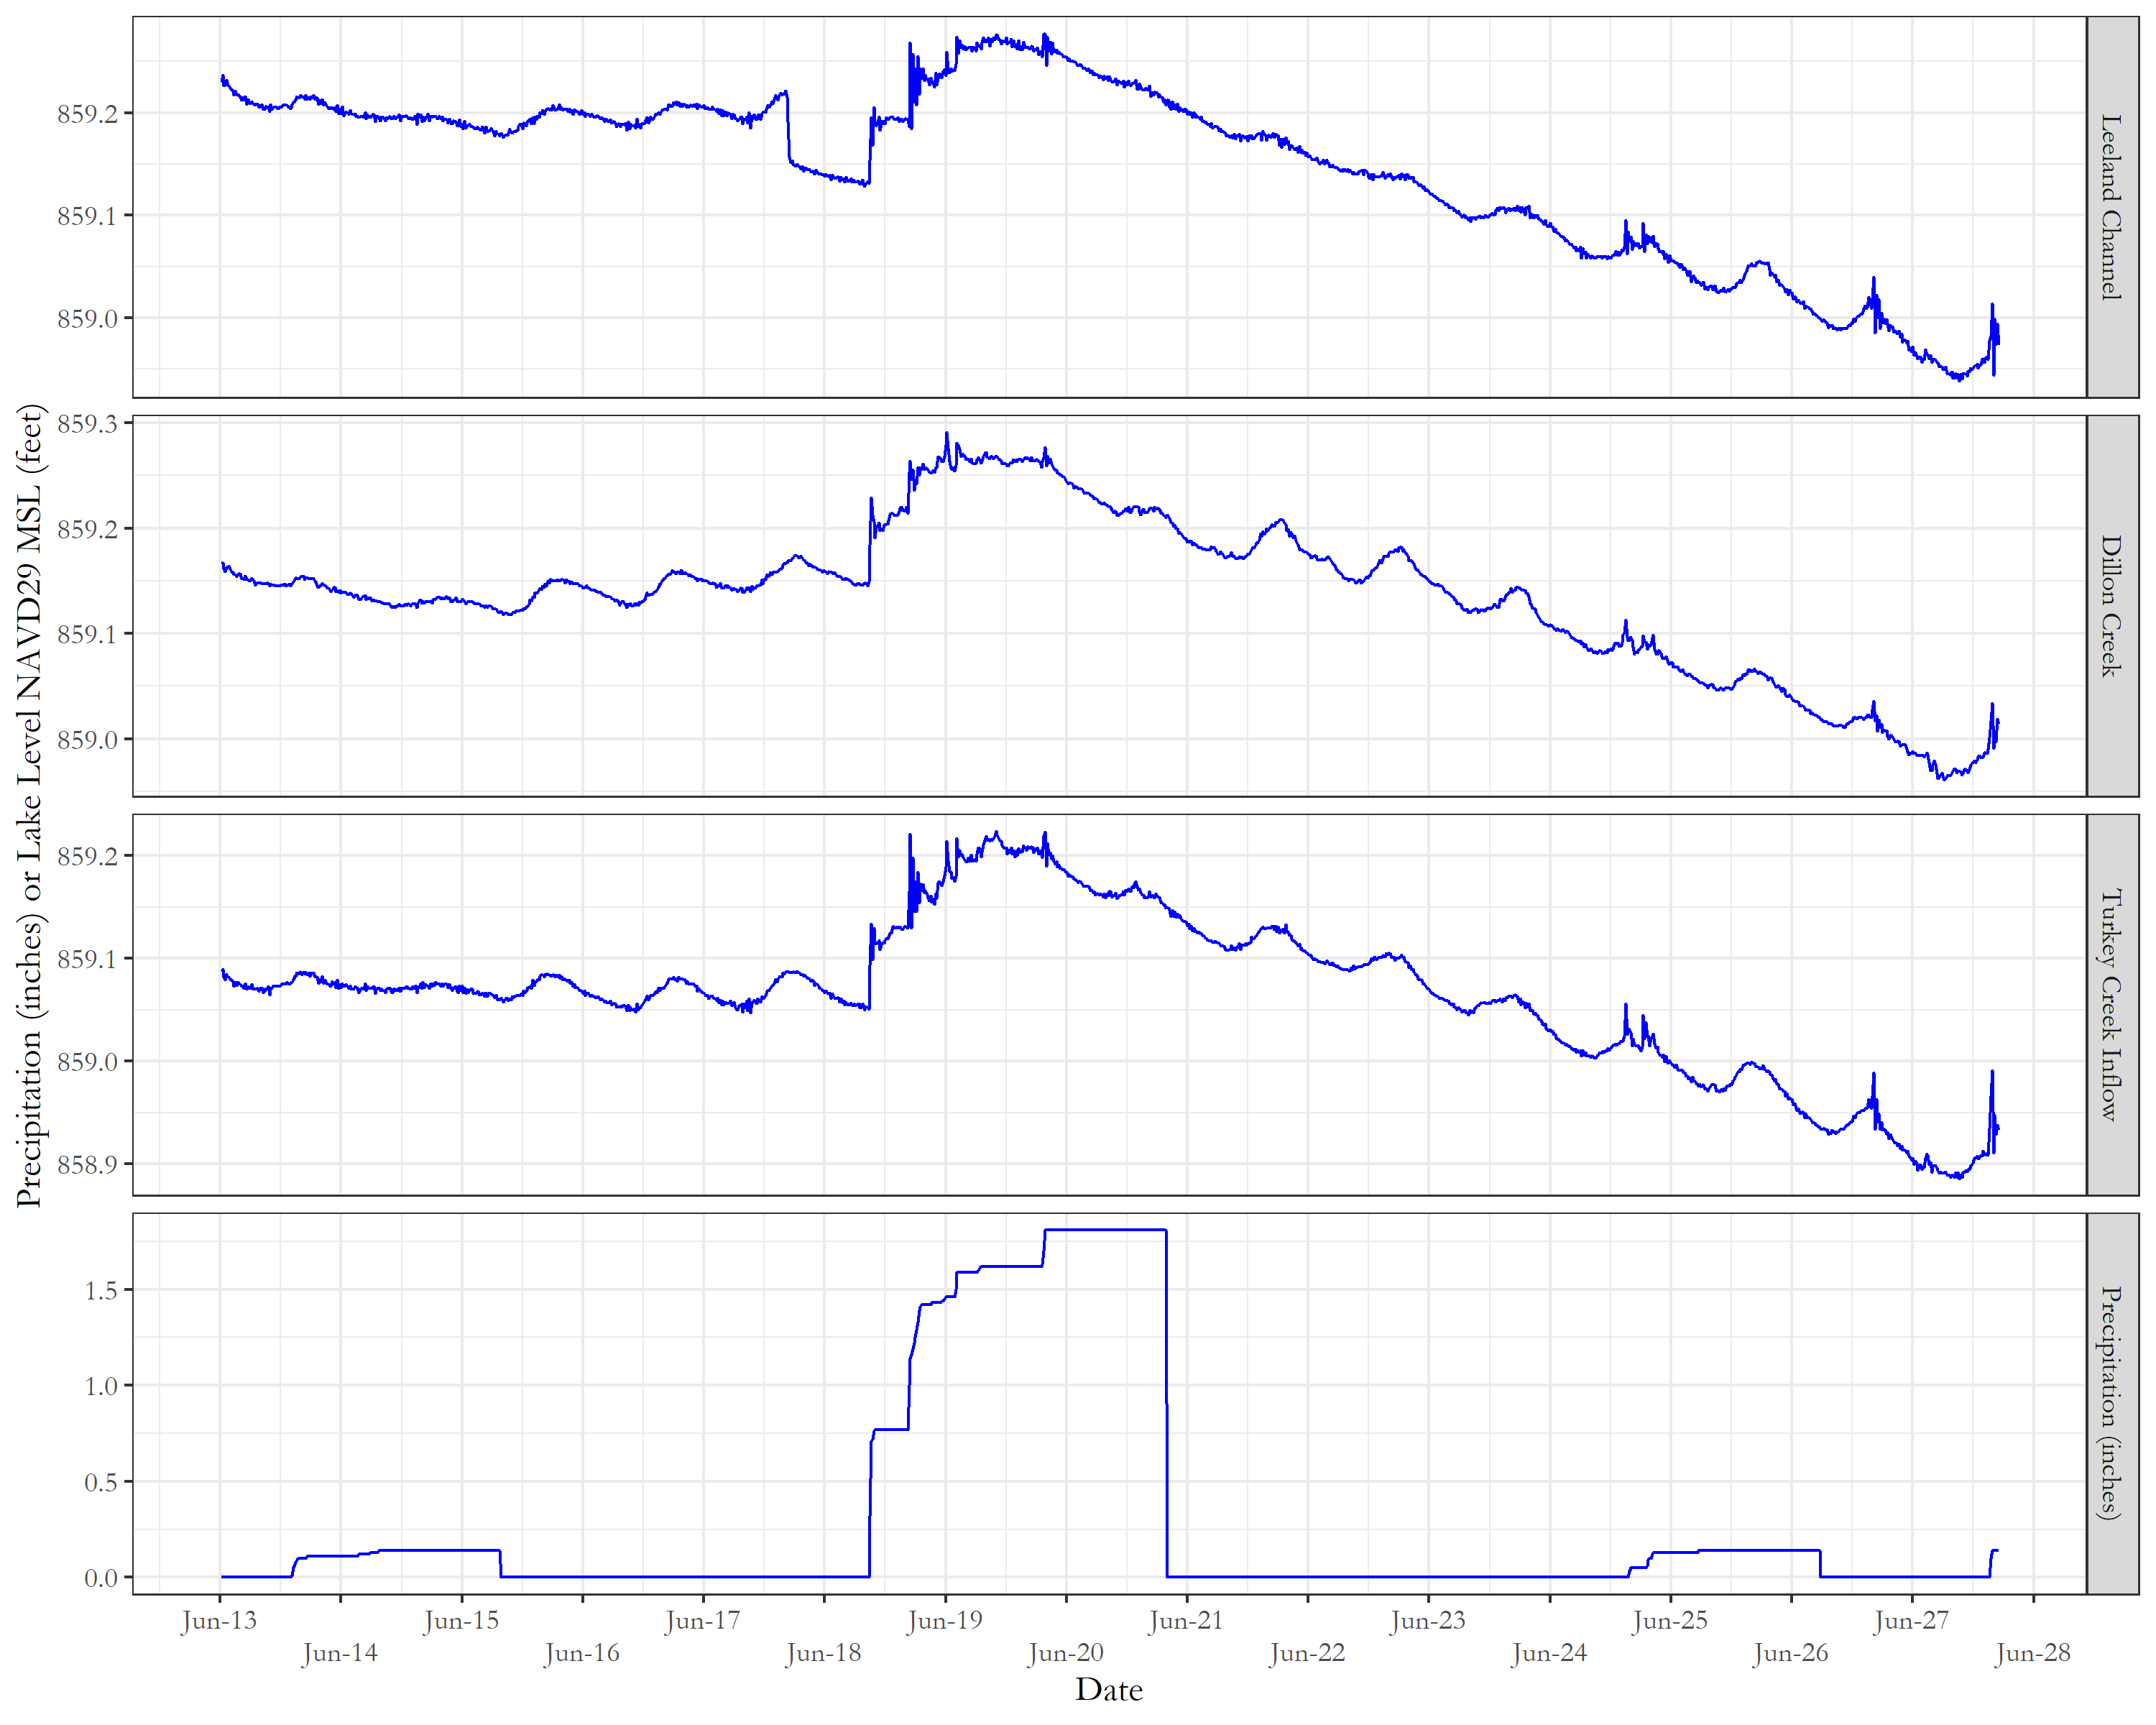 Precipitation (inches) or Lake Level NAVD29 MSL (feet)
859.2
859.1
859.0
Leeland Channel
859.3
859.2
859.1
859.0
Dillon Creek
859.2
859.1
859.0
858.9
Turkey Creek Inflow
1.5
1.0
0.5
0.0
Precipitation (inches)
Jun-13 Jun-15 Jun-17 Jun-19 Jun-21 Jun-23 Jun-25 Jun-27
Jun-14 Jun-16 Jun-18 Jun-20 Jun-22 Jun-24 Jun-26 Jun-28
Date